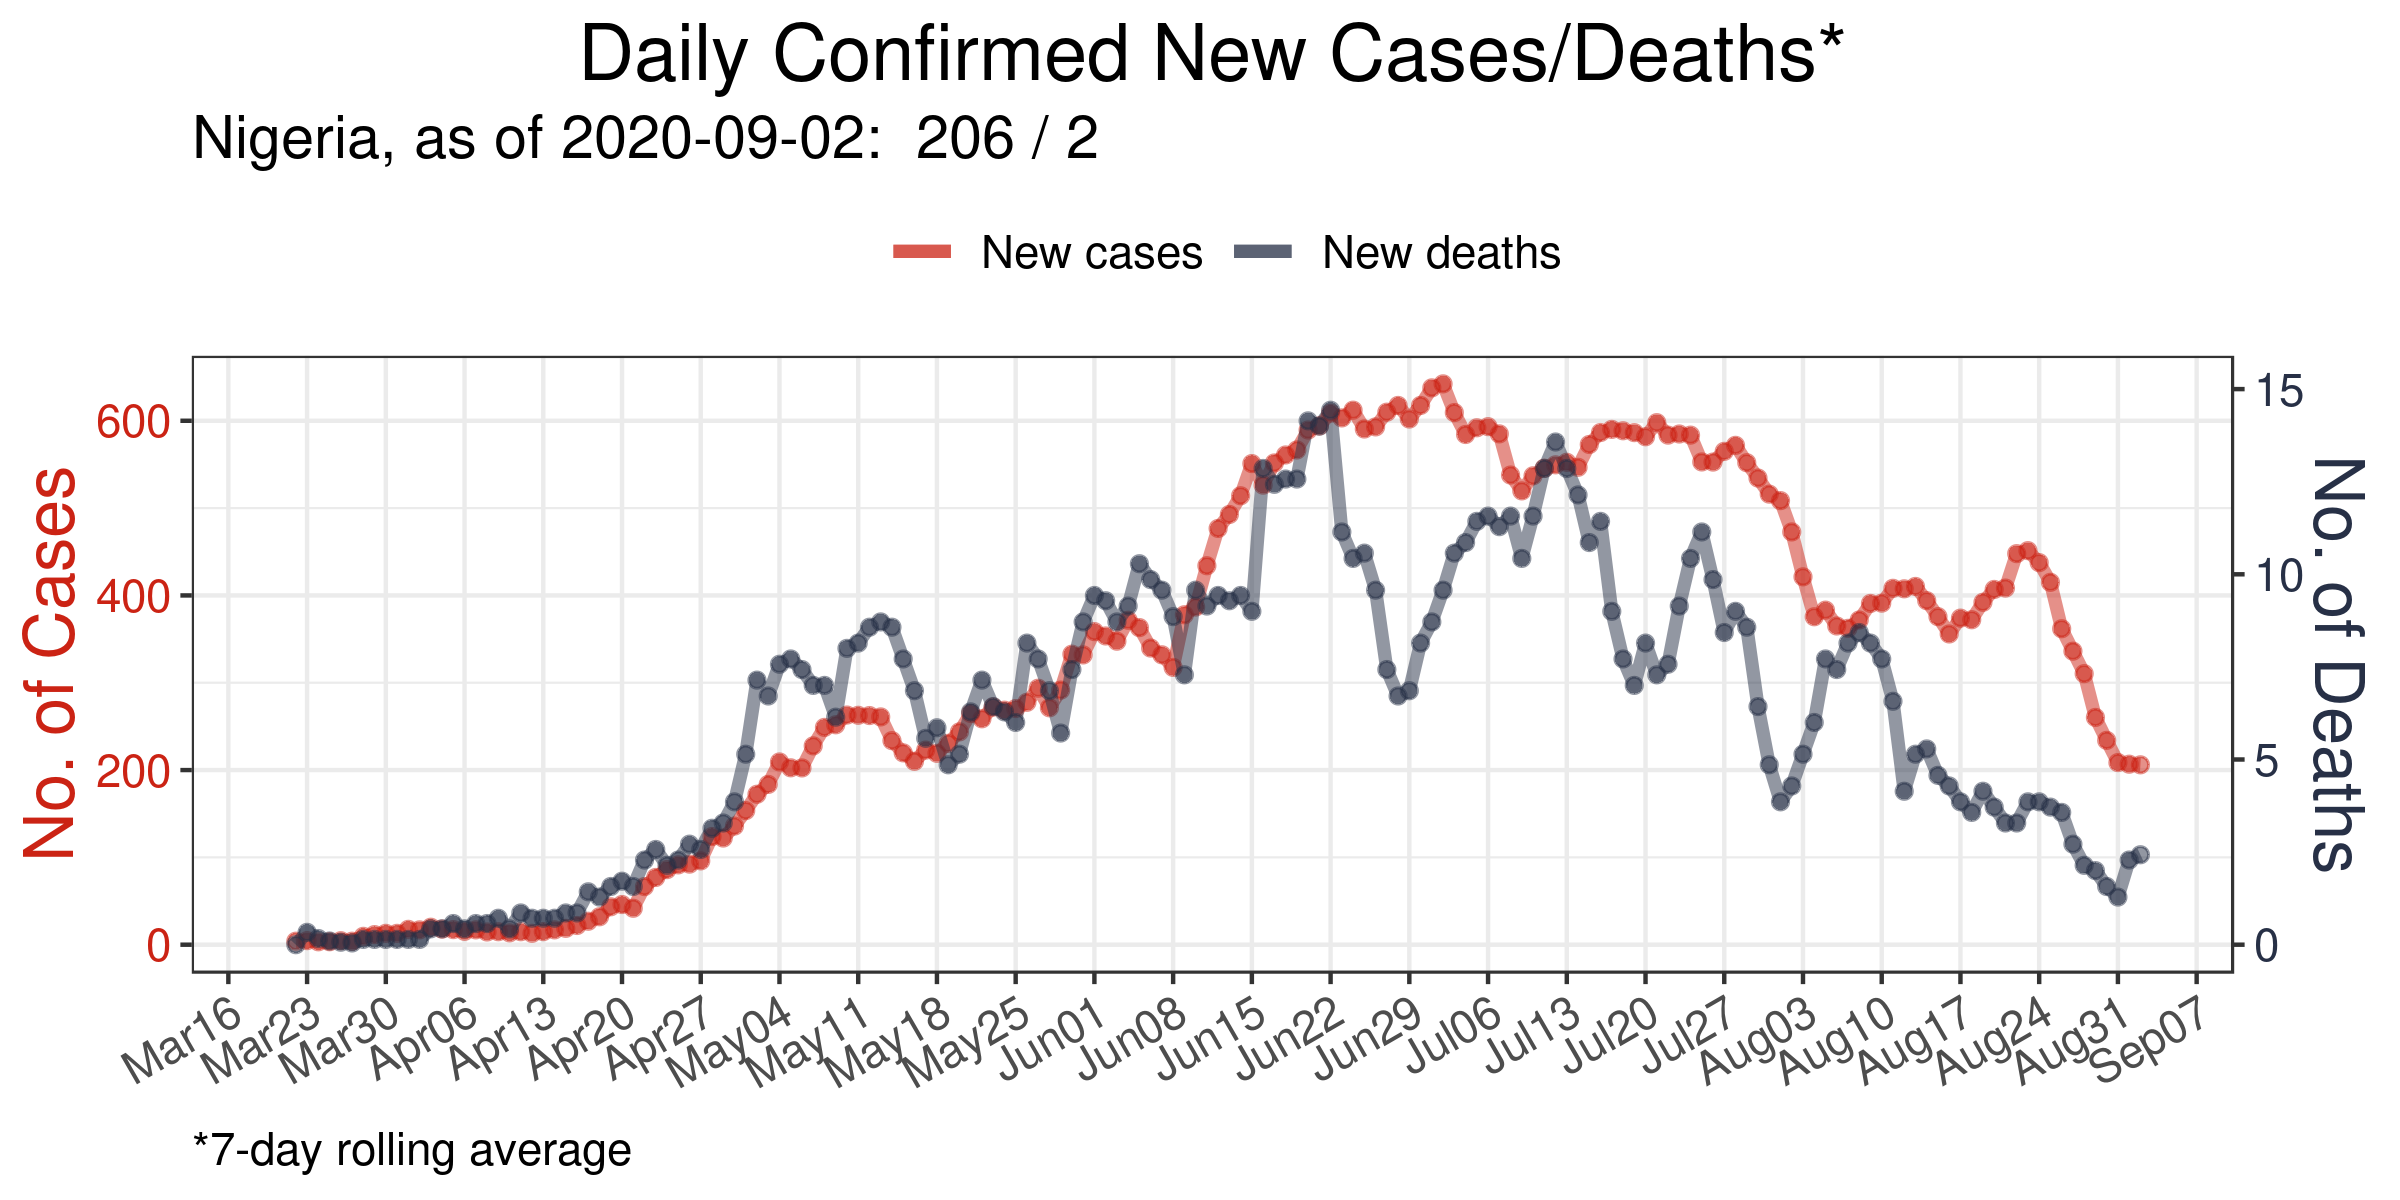 Daily Confirmed New Cases/Deaths*
Nigeria, as of 2020-09-02:  206 / 2
New cases
New deaths
No. of Cases
600
400
200
0
15
10
5
0
No. of Deaths
Mar16
Mar23
Mar30
Apr06
Apr13
Apr20
Apr27
May04
May11
May18
May25
Jun01
Jun08
Jun15
Jun22
Jun29
Jul06
Jul13
Jul20
Jul27
Aug03
Aug10
Aug17
Aug24
Aug31
Sep07
*7-day rolling average